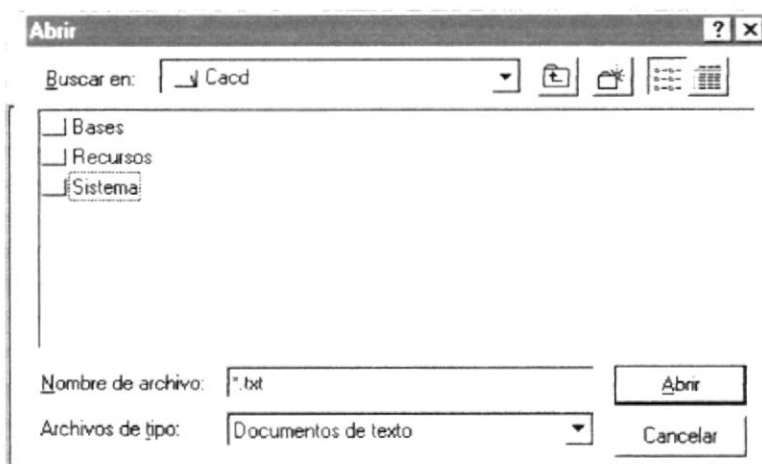 Abrir
Buscar en: Cacd
Bases
Recursos
Sistema
Nombre de archivo: *.txt Abrir
Archivos de tipo: Documentos de texto Cancelar